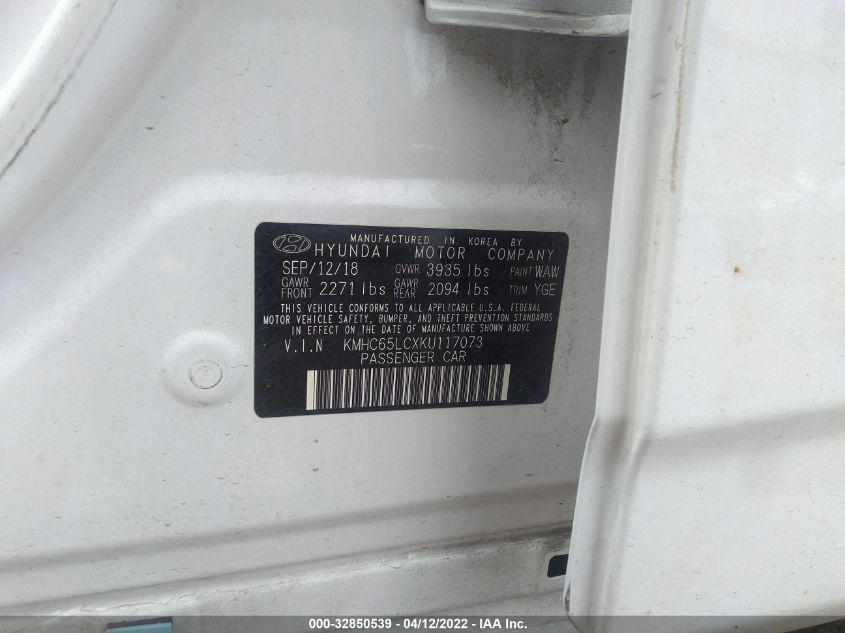 MANUFACTURED IN KOREA BY
HYUNDAI MOTOR COMPANY
SEP/12/18 GVWR 3935 lbs PAINT WAW
GAWR FRONT 2271 lbs GAWR REAR 2094 lbs TRIM YGE
THIS VEHICLE CONFORMS TO ALL APPLICABLE U.S.A. FEDERAL
MOTOR VEHICLE SAFETY, BUMPER, AND THEFT PREVENTION STANDARDS
IN EFFECT ON THE DATE OF MANUFACTURE SHOWN ABOVE
V.I.N KMHC65LCXKU117073
PASSENGER CAR
000-32850539 - 04/12/2022 - IAA Inc.